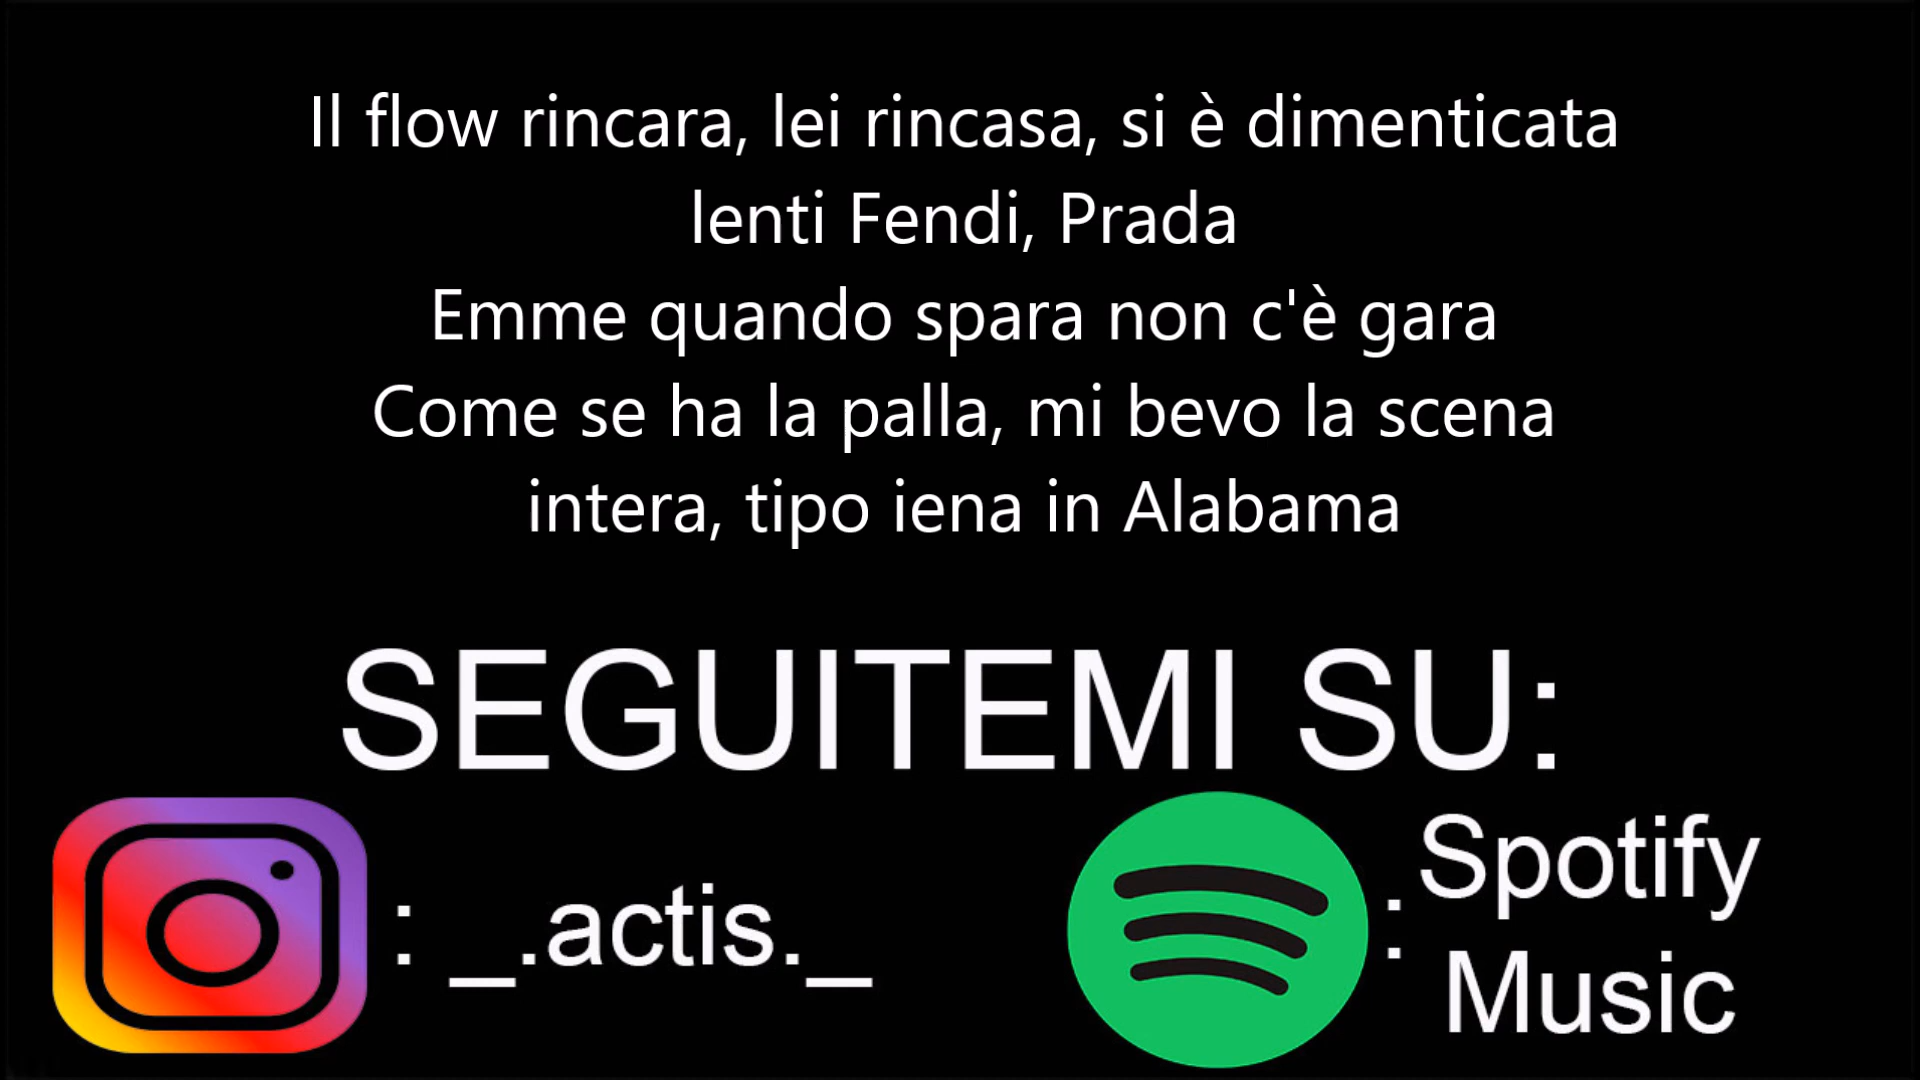 Il flow rincara, lei rincasa, si è dimenticata
lenti Fendi, Prada
Emme quando spara non c'è gara
Come se ha la palla, mi bevo la scena
intera, tipo iena in Alabama
SEGUITEMI SU:
: _.actis._
: Spotify
Music